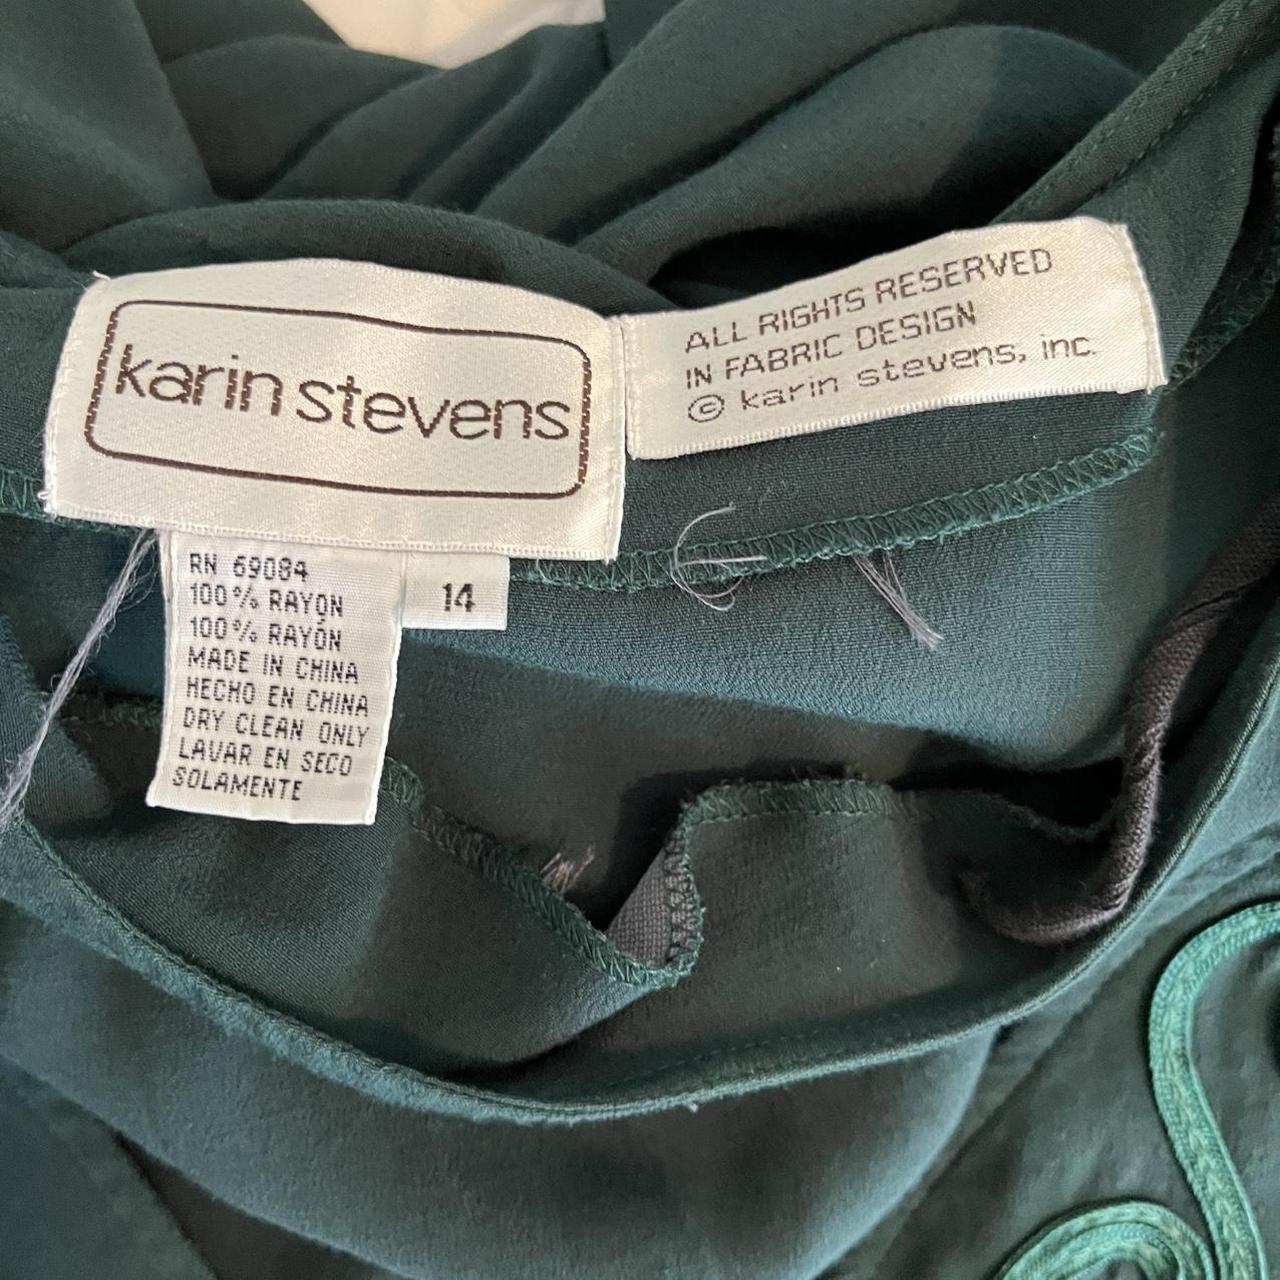 karin stevens
ALL RIGHTS RESERVED
IN FABRIC DESIGN
© karin stevens, inc.
RN 69084
100% RAYON
100% RAYÓN
MADE IN CHINA
HECHO EN CHINA
DRY CLEAN ONLY
LAVAR EN SECO
SOLAMENTE
14